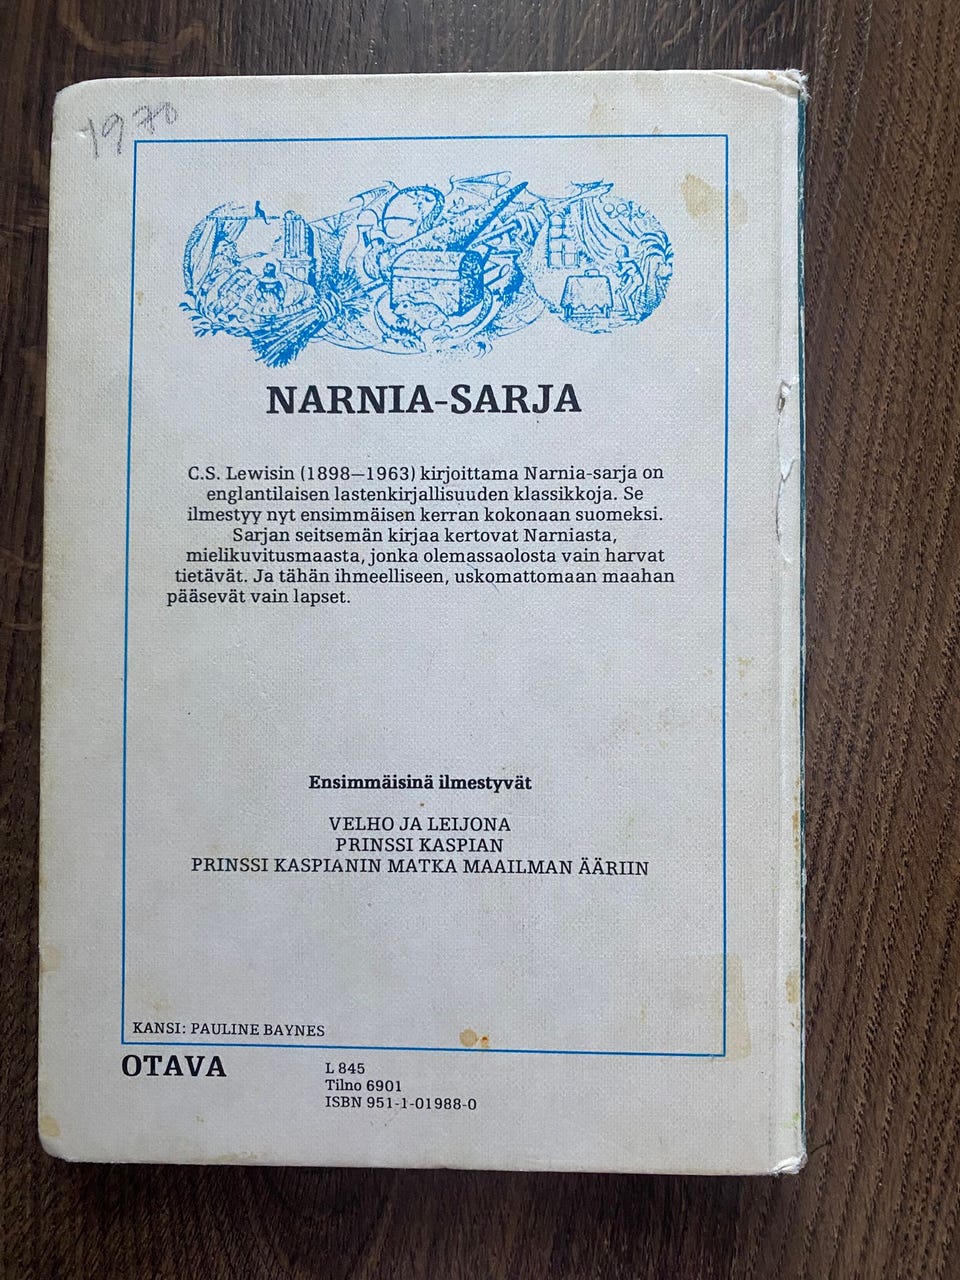 1970
NARNIA-SARJA
C.S. Lewisin (1898—1963) kirjoittama Narnia-sarja on
englantilaisen lastenkirjallisuuden klassikkoja. Se
ilmestyy nyt ensimmäisen kerran kokonaan suomeksi.
Sarjan seitsemän kirjaa kertovat Narniasta,
mielikuvitusmaasta, jonka olemassaolosta vain harvat
tietävät. Ja tähän ihmeelliseen, uskomattomaan maahan
pääsevät vain lapset.
Ensimmäisinä ilmestyvät
VELHO JA LEIJONA
PRINSSI KASPIAN
PRINSSI KASPIANIN MATKA MAAILMAN ÄÄRIIN
KANSI: PAULINE BAYNES
OTAVA
L 845
Tilno 6901
ISBN 951-1-01988-0